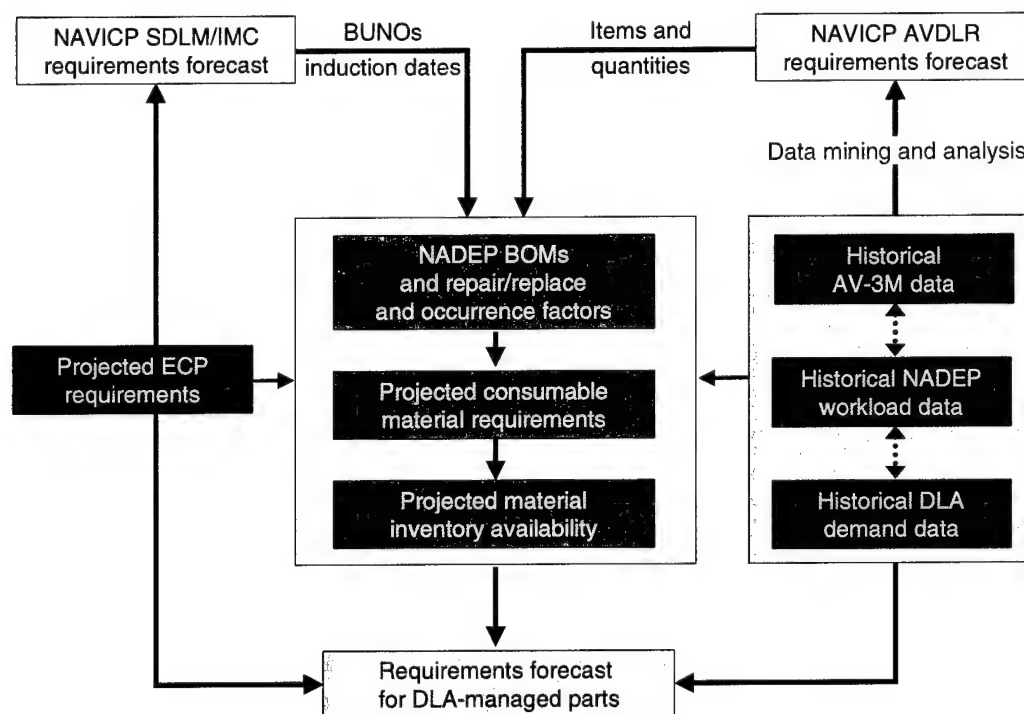 NAVICP SDLM/IMC
requirements forecast
BUNOs
induction dates
Items and
quantities
NAVICP AVDLR
requirements forecast
Data mining and analysis
NADEP BOMs
and repair/replace
and occurrence factors
Historical
AV-3M data
Projected ECP
requirements
Projected consumable
material requirements
Historical NADEP
workload data
Projected material
inventory availability
Historical DLA
demand data
Requirements forecast
for DLA-managed parts